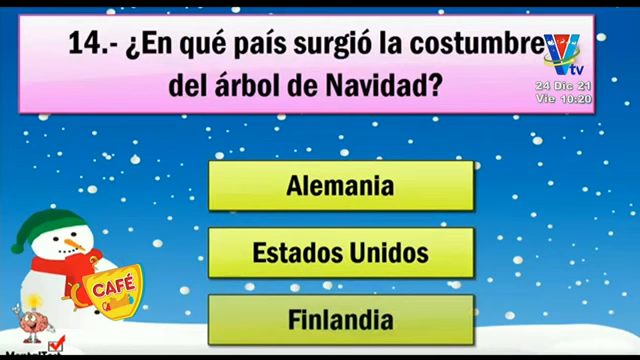 14.- ¿En qué país surgió la costumbre
del árbol de Navidad?
tv
24 Dic 21
Vie 10:20
Alemania
Estados Unidos
Finlandia
CAFÉ